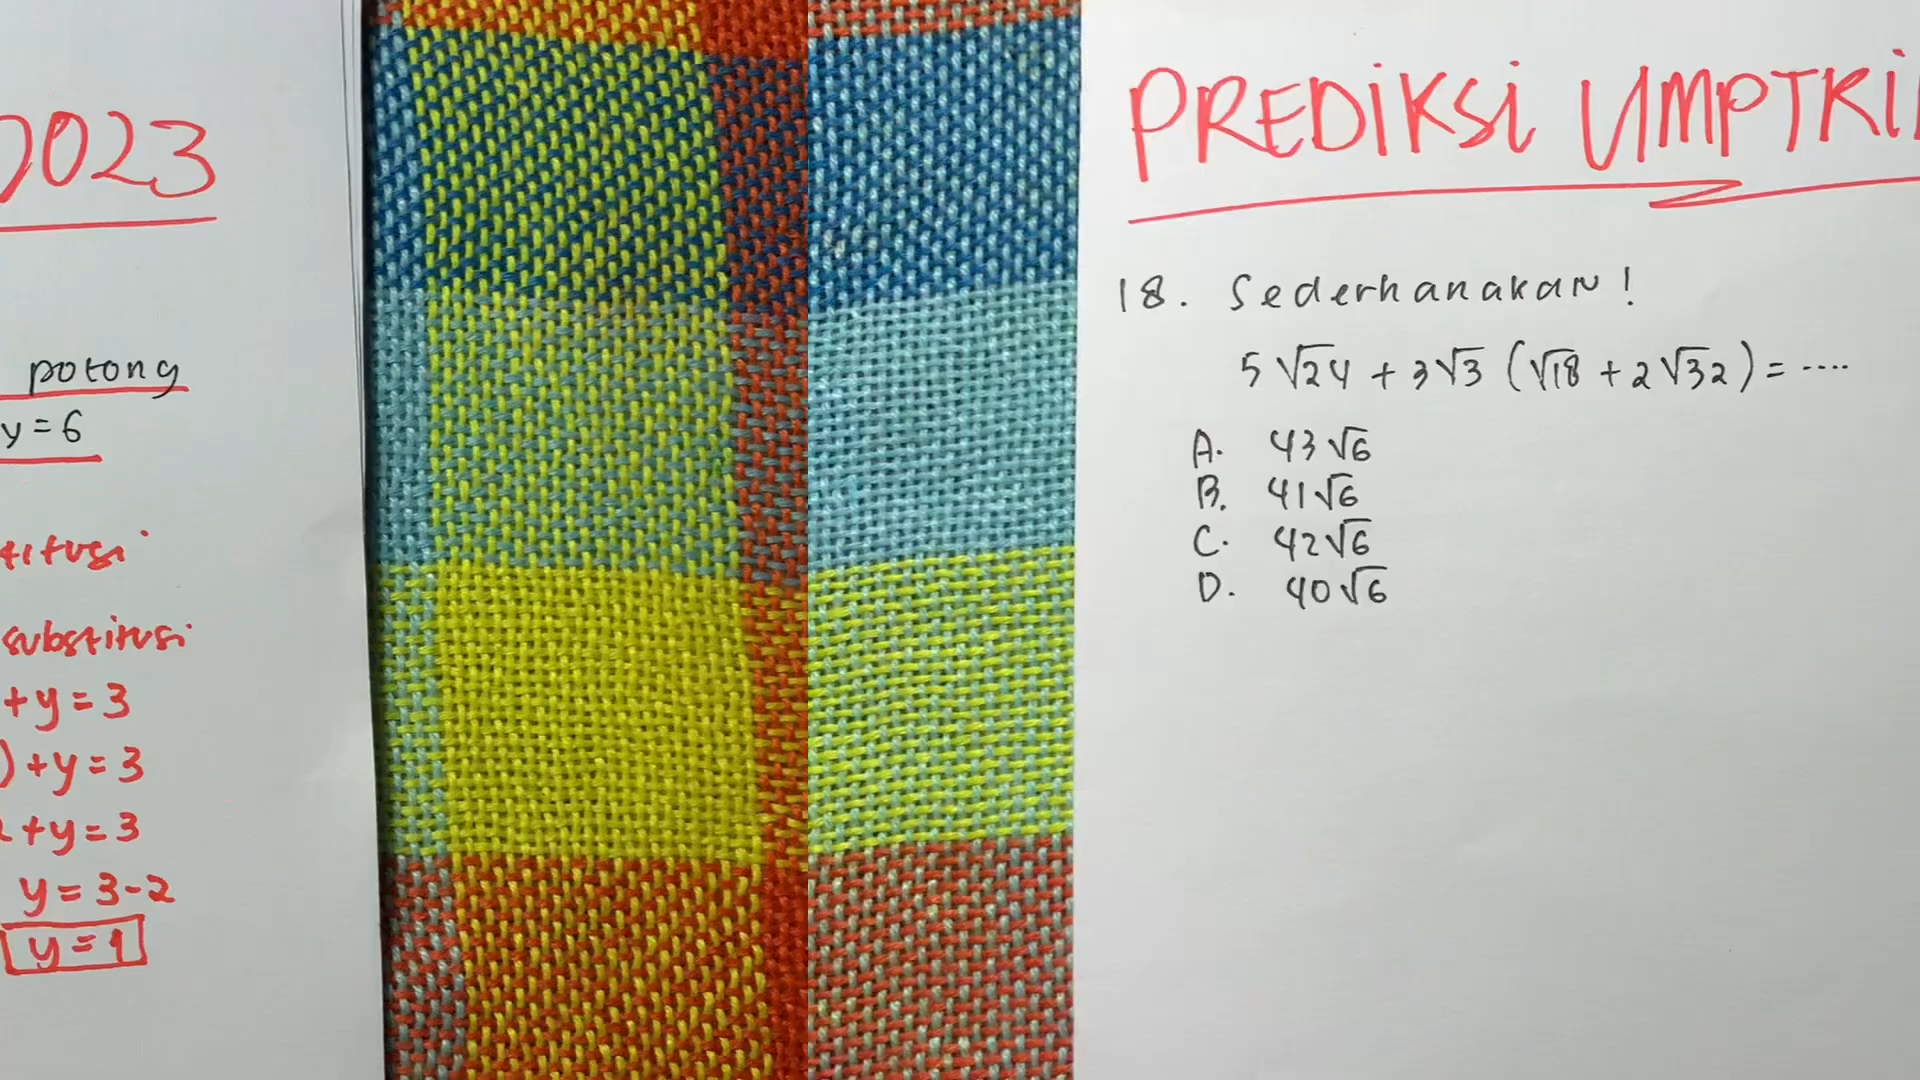 2023
potong
y = 6
substitusi
+ y = 3
) + y = 3
2 + y = 3
y = 3 - 2
y = 1
PREDIKSI UMPTKI
18. Sederhanakan!
5√24 + 3√3 (√18 + 2√32) = ....
A. 43√6
B. 41√6
C. 42√6
D. 40√6